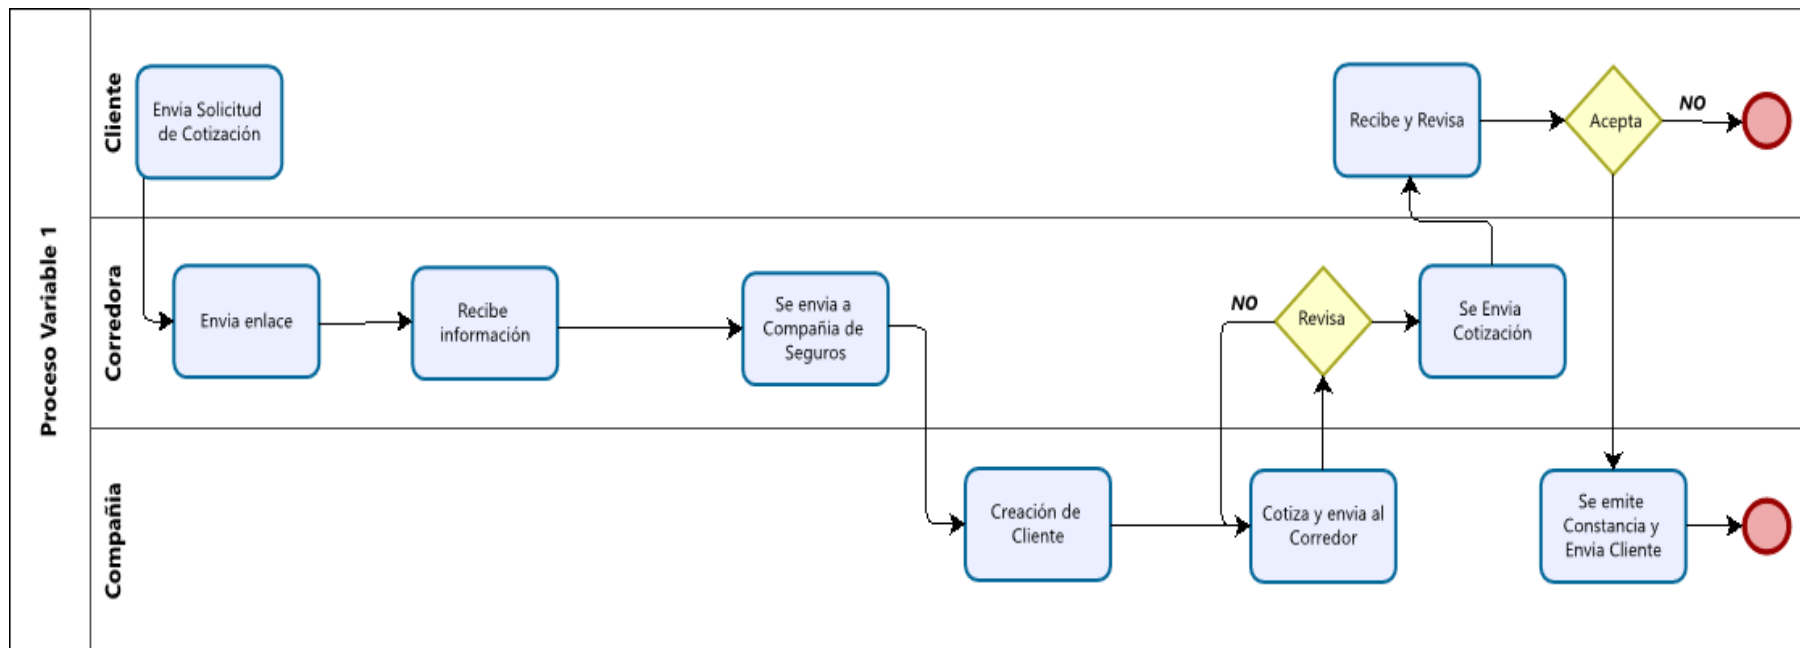 Proceso Variable 1
Cliente
Envia Solicitud
de Cotización
Recibe y Revisa
Acepta
NO
Corredora
Envia enlace
Recibe
información
Se envia a
Compañia de
Seguros
NO
Revisa
Se Envia
Cotización
Compañia
Creación de
Cliente
Cotiza y envia al
Corredor
Se emite
Constancia y
Envia Cliente